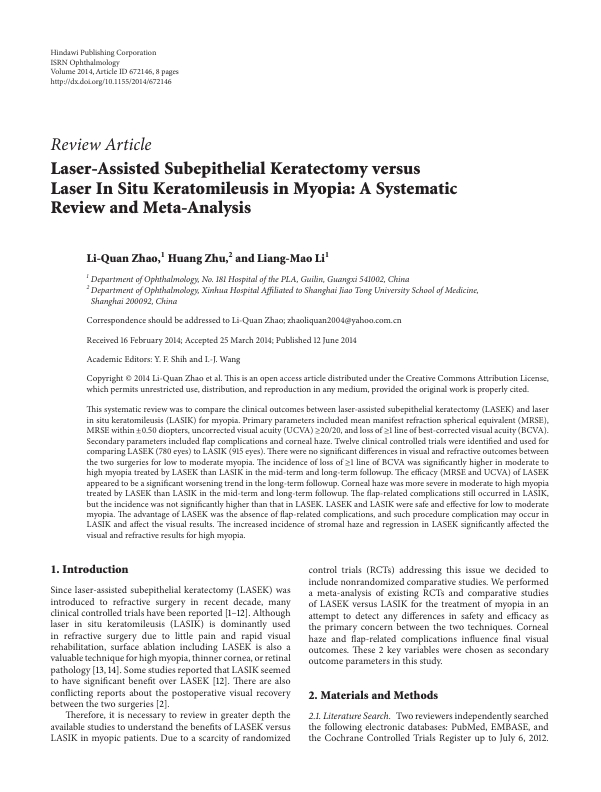 Hindawi Publishing Corporation
ISRN Ophthalmology
Volume 2014, Article ID 672146, 8 pages
http://dx.doi.org/10.1155/2014/672146
Review Article
Laser-Assisted Subepithelial Keratectomy versus
Laser In Situ Keratomileusis in Myopia: A Systematic
Review and Meta-Analysis
Li-Quan Zhao,1 Huang Zhu,2 and Liang-Mao Li1
1 Department of Ophthalmology, No. 181 Hospital of the PLA, Guilin, Guangxi 541002, China
2 Department of Ophthalmology, Xinhua Hospital Affiliated to Shanghai Jiao Tong University School of Medicine,
Shanghai 200092, China
Correspondence should be addressed to Li-Quan Zhao; zhaoliquan2004@yahoo.com.cn
Received 16 February 2014; Accepted 25 March 2014; Published 12 June 2014
Academic Editors: Y. F. Shih and I.-J. Wang
Copyright © 2014 Li-Quan Zhao et al. This is an open access article distributed under the Creative Commons Attribution License,
which permits unrestricted use, distribution, and reproduction in any medium, provided the original work is properly cited.
This systematic review was to compare the clinical outcomes between laser-assisted subepithelial keratectomy (LASEK) and laser
in situ keratomileusis (LASIK) for myopia. Primary parameters included mean manifest refraction spherical equivalent (MRSE),
MRSE within ±0.50 diopters, uncorrected visual acuity (UCVA) ≥20/20, and loss of ≥1 line of best-corrected visual acuity (BCVA).
Secondary parameters included flap complications and corneal haze. Twelve clinical controlled trials were identified and used for
comparing LASEK (780 eyes) to LASIK (915 eyes). There were no significant differences in visual and refractive outcomes between
the two surgeries for low to moderate myopia. The incidence of loss of ≥1 line of BCVA was significantly higher in moderate to
high myopia treated by LASEK than LASIK in the mid-term and long-term followup. The efficacy (MRSE and UCVA) of LASEK
appeared to be a significant worsening trend in the long-term followup. Corneal haze was more severe in moderate to high myopia
treated by LASEK than LASIK in the mid-term and long-term followup. The flap-related complications still occurred in LASIK,
but the incidence was not significantly higher than that in LASEK. LASEK and LASIK were safe and effective for low to moderate
myopia. The advantage of LASEK was the absence of flap-related complications, and such procedure complication may occur in
LASIK and affect the visual results. The increased incidence of stromal haze and regression in LASEK significantly affected the
visual and refractive results for high myopia.
1. Introduction
Since laser-assisted subepithelial keratectomy (LASEK) was
introduced to refractive surgery in recent decade, many
clinical controlled trials have been reported [1–12]. Although
laser in situ keratomileusis (LASIK) is dominantly used
in refractive surgery due to little pain and rapid visual
rehabilitation, surface ablation including LASEK is also a
valuable technique for high myopia, thinner cornea, or retinal
pathology [13, 14]. Some studies reported that LASIK seemed
to have significant benefit over LASEK [12]. There are also
conflicting reports about the postoperative visual recovery
between the two surgeries [2].
Therefore, it is necessary to review in greater depth the
available studies to understand the benefits of LASEK versus
LASIK in myopic patients. Due to a scarcity of randomized
control trials (RCTs) addressing this issue we decided to
include nonrandomized comparative studies. We performed
a meta-analysis of existing RCTs and comparative studies
of LASEK versus LASIK for the treatment of myopia in an
attempt to detect any differences in safety and efficacy as
the primary concern between the two techniques. Corneal
haze and flap-related complications influence final visual
outcomes. These 2 key variables were chosen as secondary
outcome parameters in this study.
2. Materials and Methods
2.1. Literature Search. Two reviewers independently searched
the following electronic databases: PubMed, EMBASE, and
the Cochrane Controlled Trials Register up to July 6, 2012.